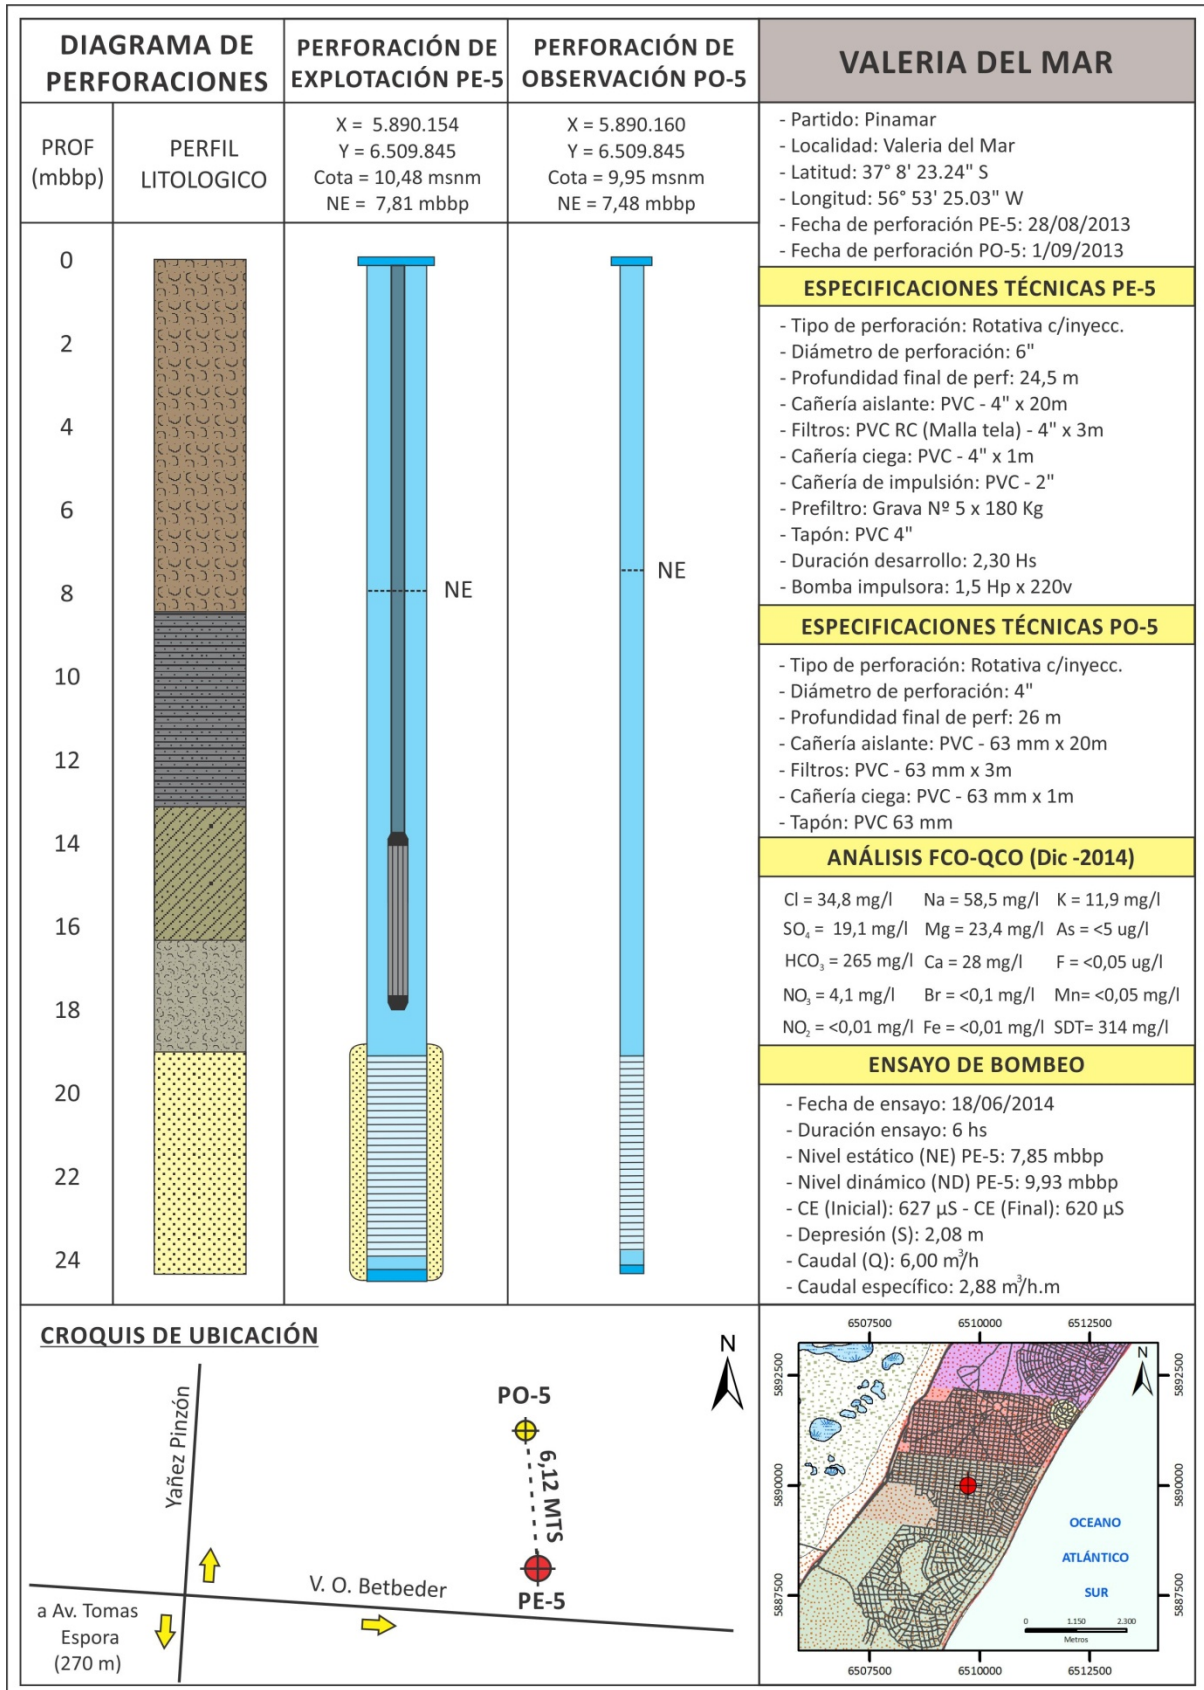 DIAGRAMA DE
PERFORACIONES
PERFORACIÓN DE
EXPLOTACIÓN PE-5
PERFORACIÓN DE
OBSERVACIÓN PO-5
VALERIA DEL MAR
PROF
(mbbp)
PERFIL
LITOLOGICO
X = 5.890.154
Y = 6.509.845
Cota = 10,48 msnm
NE = 7,81 mbbp
X = 5.890.160
Y = 6.509.845
Cota = 9,95 msnm
NE = 7,48 mbbp
- Partido: Pinamar
- Localidad: Valeria del Mar
- Latitud: 37° 8' 23.24" S
- Longitud: 56° 53' 25.03" W
- Fecha de perforación PE-5: 28/08/2013
- Fecha de perforación PO-5: 1/09/2013
0
2
4
6
8
10
12
14
16
18
20
22
24
NE
NE
ESPECIFICACIONES TÉCNICAS PE-5
- Tipo de perforación: Rotativa c/inyecc.
- Diámetro de perforación: 6"
- Profundidad final de perf: 24,5 m
- Cañería aislante: PVC - 4" x 20m
- Filtros: PVC RC (Malla tela) - 4" x 3m
- Cañería ciega: PVC - 4" x 1m
- Cañería de impulsión: PVC - 2"
- Prefiltro: Grava Nº 5 x 180 Kg
- Tapón: PVC 4"
- Duración desarrollo: 2,30 Hs
- Bomba impulsora: 1,5 Hp x 220v
ESPECIFICACIONES TÉCNICAS PO-5
- Tipo de perforación: Rotativa c/inyecc.
- Diámetro de perforación: 4"
- Profundidad final de perf: 26 m
- Cañería aislante: PVC - 63 mm x 20m
- Filtros: PVC - 63 mm x 3m
- Cañería ciega: PVC - 63 mm x 1m
- Tapón: PVC 63 mm
ANÁLISIS FCO-QCO (Dic -2014)
Cl = 34,8 mg/l Na = 58,5 mg/l K = 11,9 mg/l
SO₄ = 19,1 mg/l Mg = 23,4 mg/l As = <5 ug/l
HCO₃ = 265 mg/l Ca = 28 mg/l F = <0,05 ug/l
NO₃ = 4,1 mg/l Br = <0,1 mg/l Mn= <0,05 mg/l
NO₂ = <0,01 mg/l Fe = <0,01 mg/l SDT= 314 mg/l
ENSAYO DE BOMBEO
- Fecha de ensayo: 18/06/2014
- Duración ensayo: 6 hs
- Nivel estático (NE) PE-5: 7,85 mbbp
- Nivel dinámico (ND) PE-5: 9,93 mbbp
- CE (Inicial): 627 µS - CE (Final): 620 µS
- Depresión (S): 2,08 m
- Caudal (Q): 6,00 m³/h
- Caudal específico: 2,88 m³/h.m
CROQUIS DE UBICACIÓN
N
Yañez Pinzón
PO-5
6,12 MTS
PE-5
V. O. Betbeder
a Av. Tomas
Espora
(270 m)
6507500 6510000 6512500
5892500
5890000
5887500
5892500
5890000
5887500
N
OCEANO
ATLÁNTICO
SUR
0 1.150 2.300
Metros
6507500 6510000 6512500